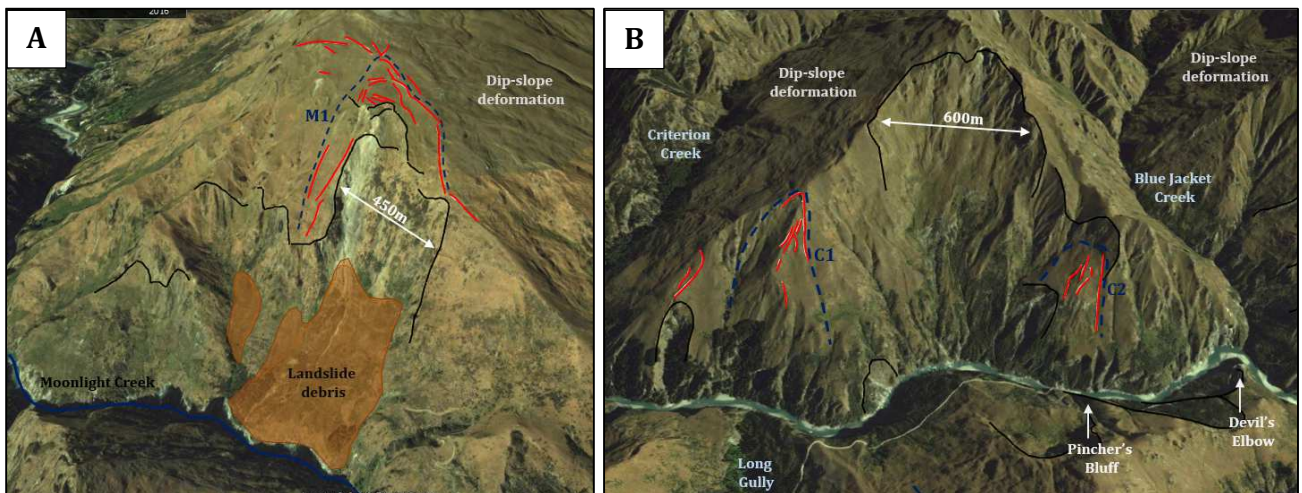 2016
A
Dip-slope
deformation
M1
450m
Moonlight Creek
Landslide
debris
B
Dip-slope
deformation
Dip-slope
deformation
600m
Criterion
Creek
Blue Jacket
Creek
C1
C2
Long
Gully
Pincher's
Bluff
Devil's
Elbow